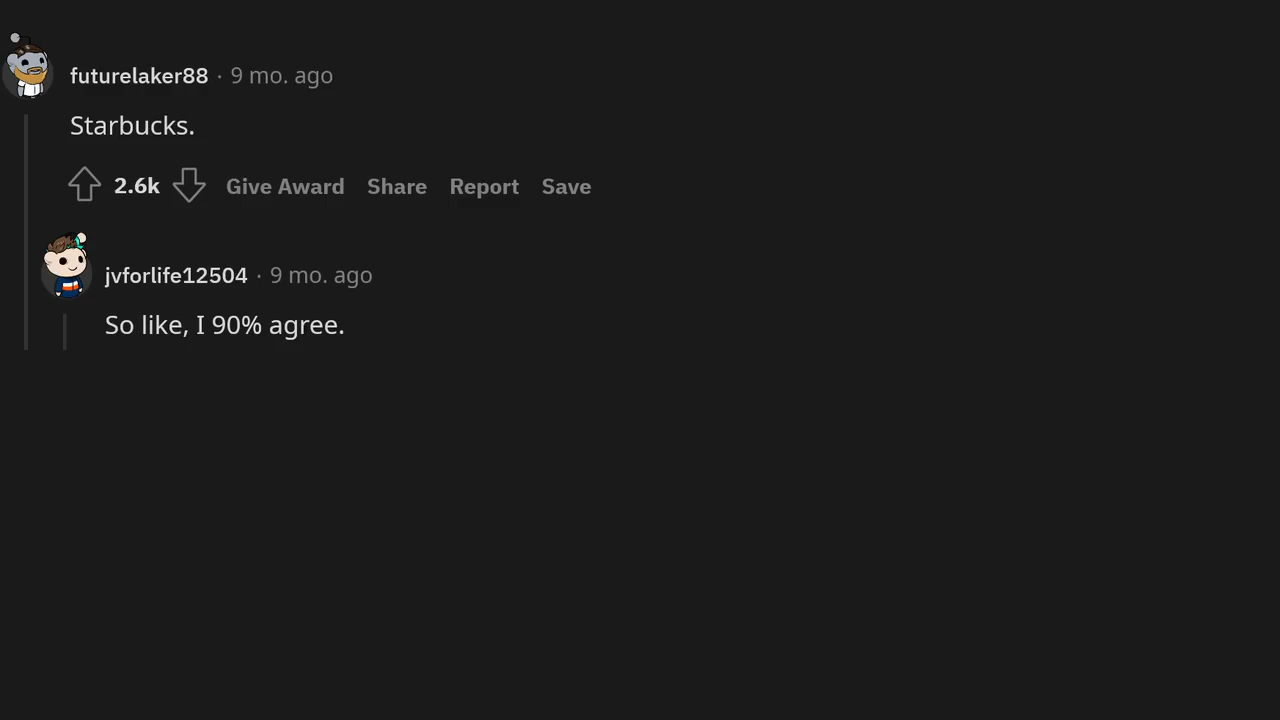 futurelaker88 · 9 mo. ago
Starbucks.
2.6k Give Award Share Report Save
jvforlife12504 · 9 mo. ago
So like, I 90% agree.